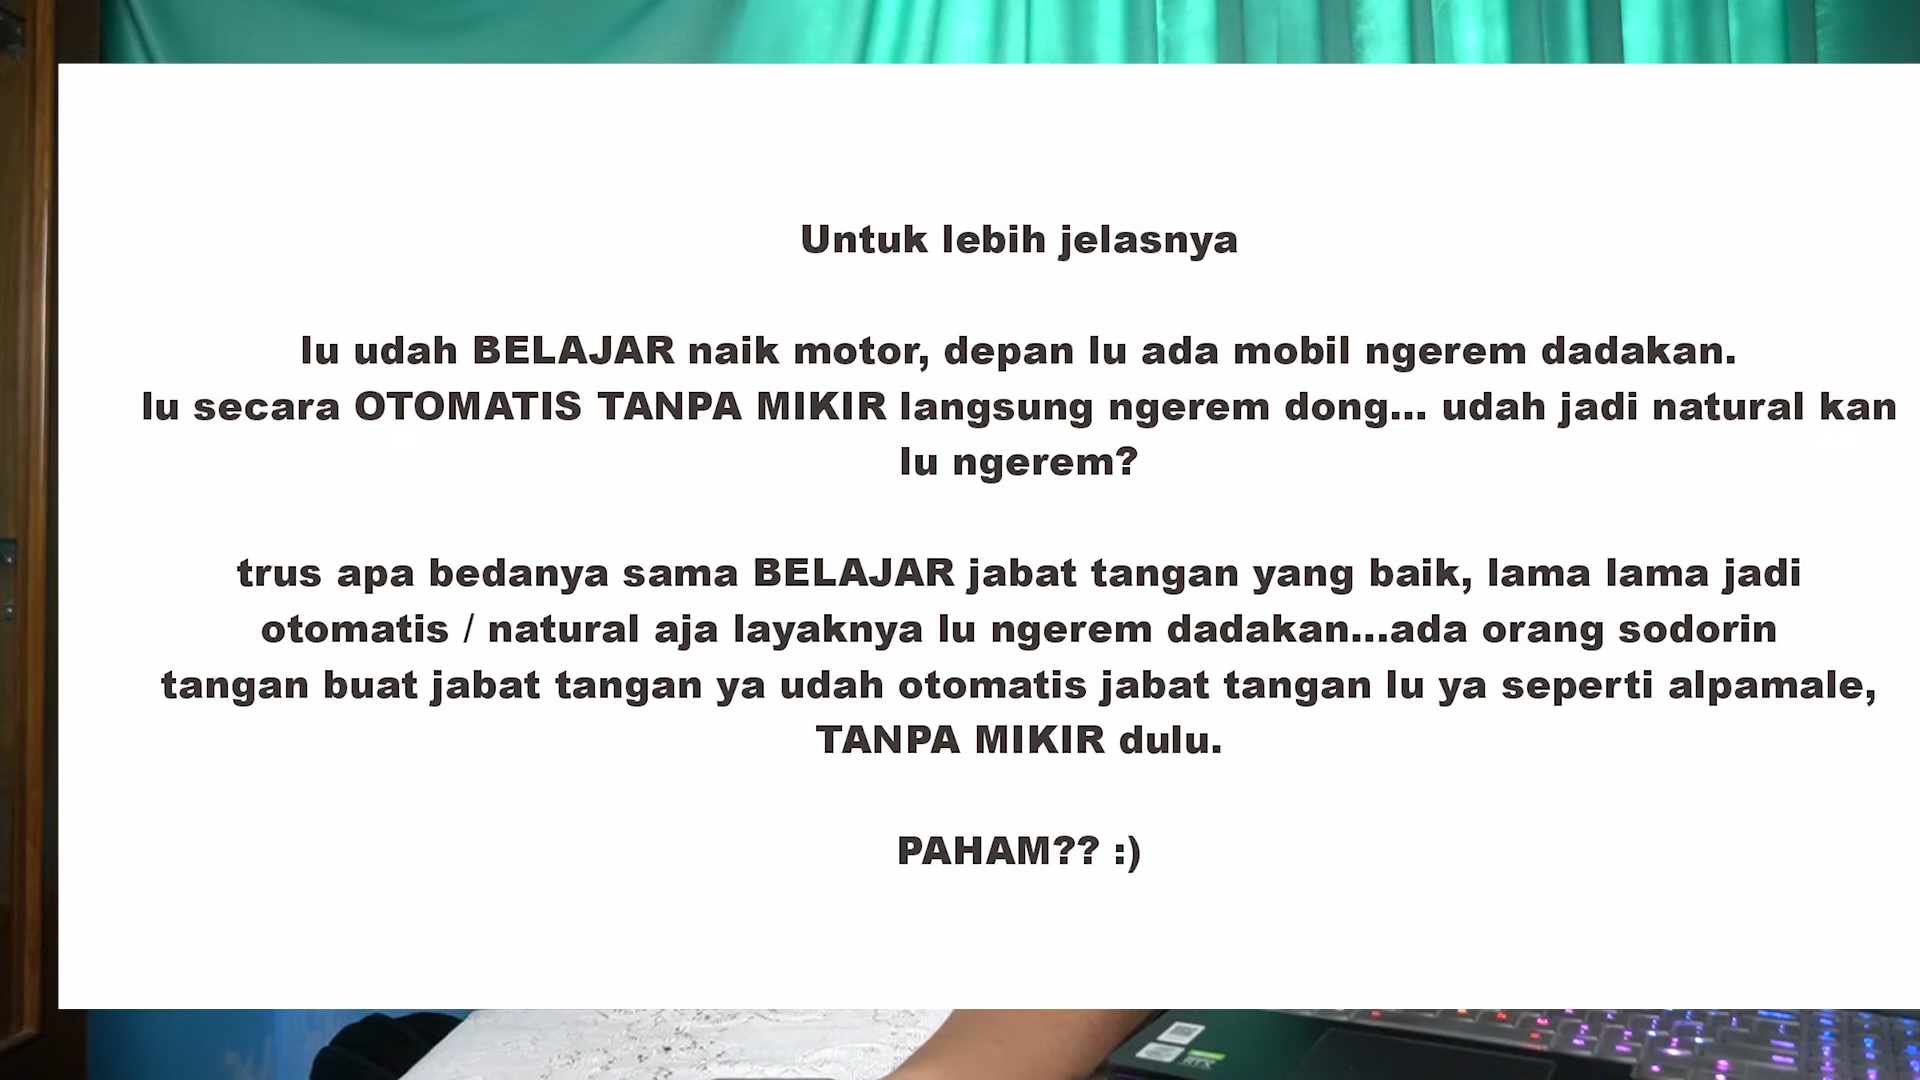 Untuk lebih jelasnya
lu udah BELAJAR naik motor, depan lu ada mobil ngerem dadakan.
lu secara OTOMATIS TANPA MIKIR langsung ngerem dong... udah jadi natural kan
lu ngerem?
trus apa bedanya sama BELAJAR jabat tangan yang baik, lama lama jadi
otomatis / natural aja layaknya lu ngerem dadakan...ada orang sodorin
tangan buat jabat tangan ya udah otomatis jabat tangan lu ya seperti alpamale,
TANPA MIKIR dulu.
PAHAM?? :)